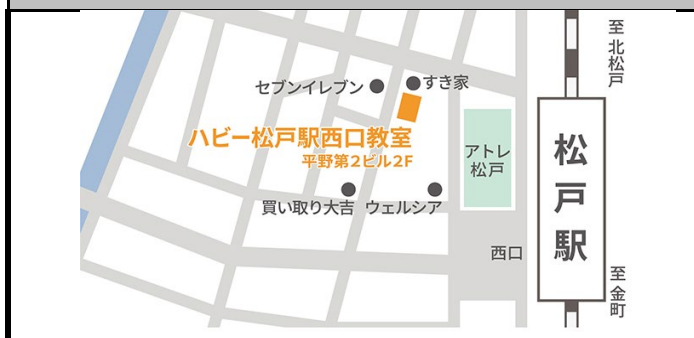 至北松戸
セブンイレブン
すき家
ハビー松戸駅西口教室
平野第2ビル2F
アトレ
松戸
松戸駅
買い取り大吉
ウェルシア
西口
至金町